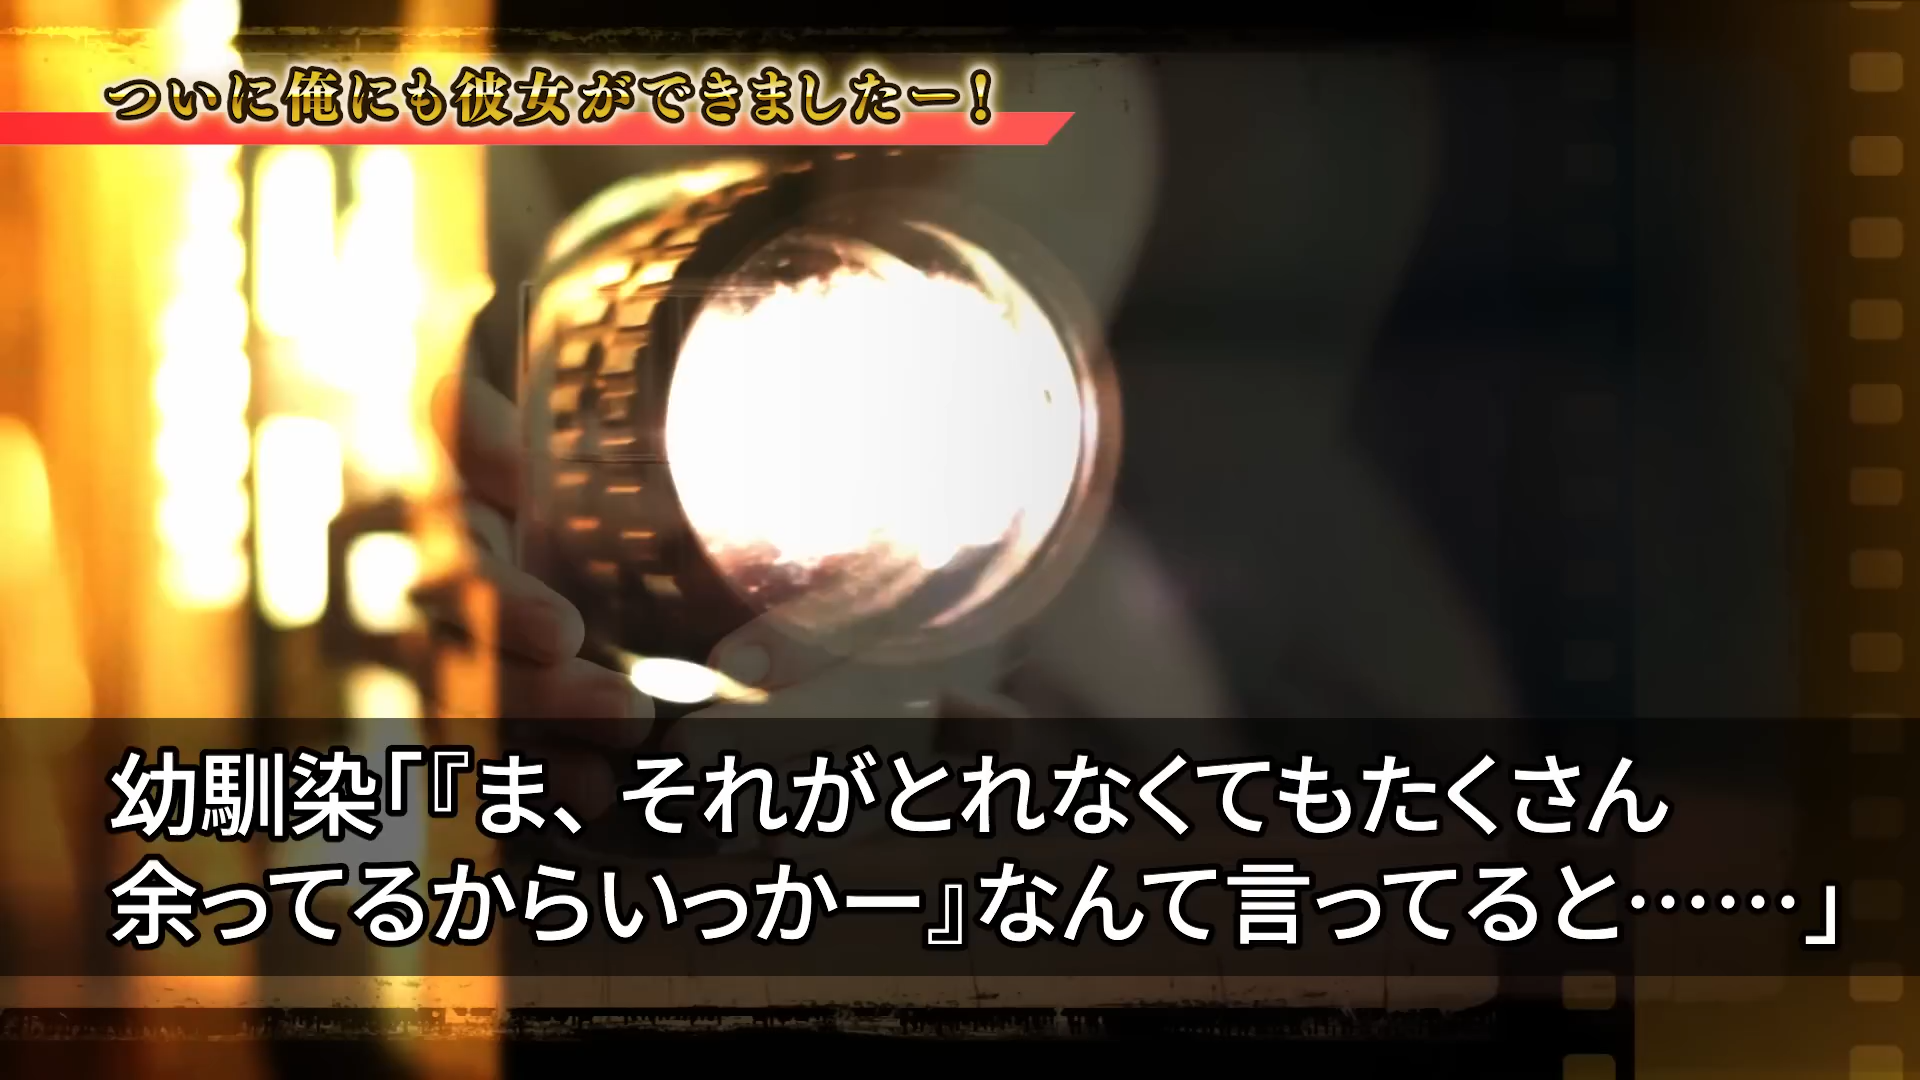 ついに俺にも彼女ができましたー！
幼馴染「『ま、それがとれなくてもたくさん
余ってるからいっかー』なんて言ってると……」